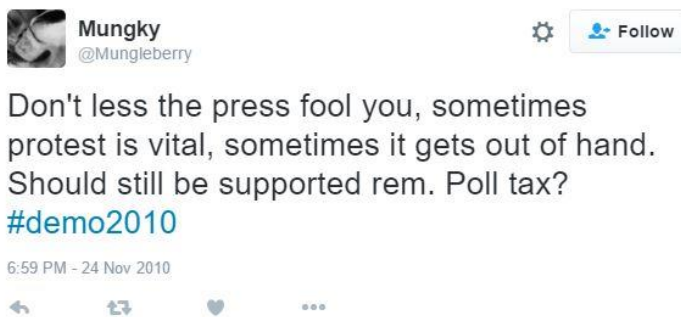 Mungky
@Mungleberry
Follow
Don't less the press fool you, sometimes
protest is vital, sometimes it gets out of hand.
Should still be supported rem. Poll tax?
#demo2010
6:59 PM - 24 Nov 2010